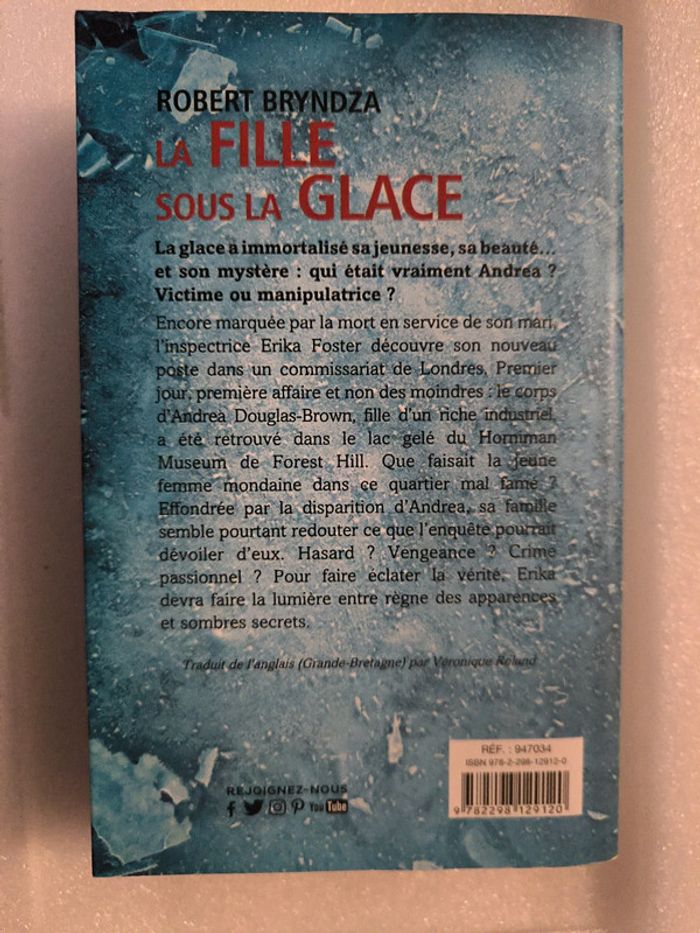 ROBERT BRYNDZA
LA FILLE
SOUS LA GLACE
La glace a immortalisé sa jeunesse, sa beauté...
et son mystère : qui était vraiment Andrea ?
Victime ou manipulatrice ?
Encore marquée par la mort en service de son mari,
l'inspectrice Erika Foster découvre son nouveau
poste dans un commissariat de Londres. Premier
jour, première affaire et non des moindres : le corps
d'Andrea Douglas-Brown, fille d'un riche industriel,
a été retrouvé dans le lac gelé du Horniman
Museum de Forest Hill. Que faisait la jeune
femme mondaine dans ce quartier mal famé ?
Effondrée par la disparition d'Andrea, sa famille
semble pourtant redouter ce que l'enquête pourrait
dévoiler d'eux. Hasard ? Vengeance ? Crime
passionnel ? Pour faire éclater la vérité, Erika
devra faire la lumière entre règne des apparences
et sombres secrets.
Traduit de l'anglais (Grande-Bretagne) par Véronique Roland
RÉF. : 947034
ISBN 978-2-298-12912-0
9 782298 129120
REJOIGNEZ-NOUS
You Tube